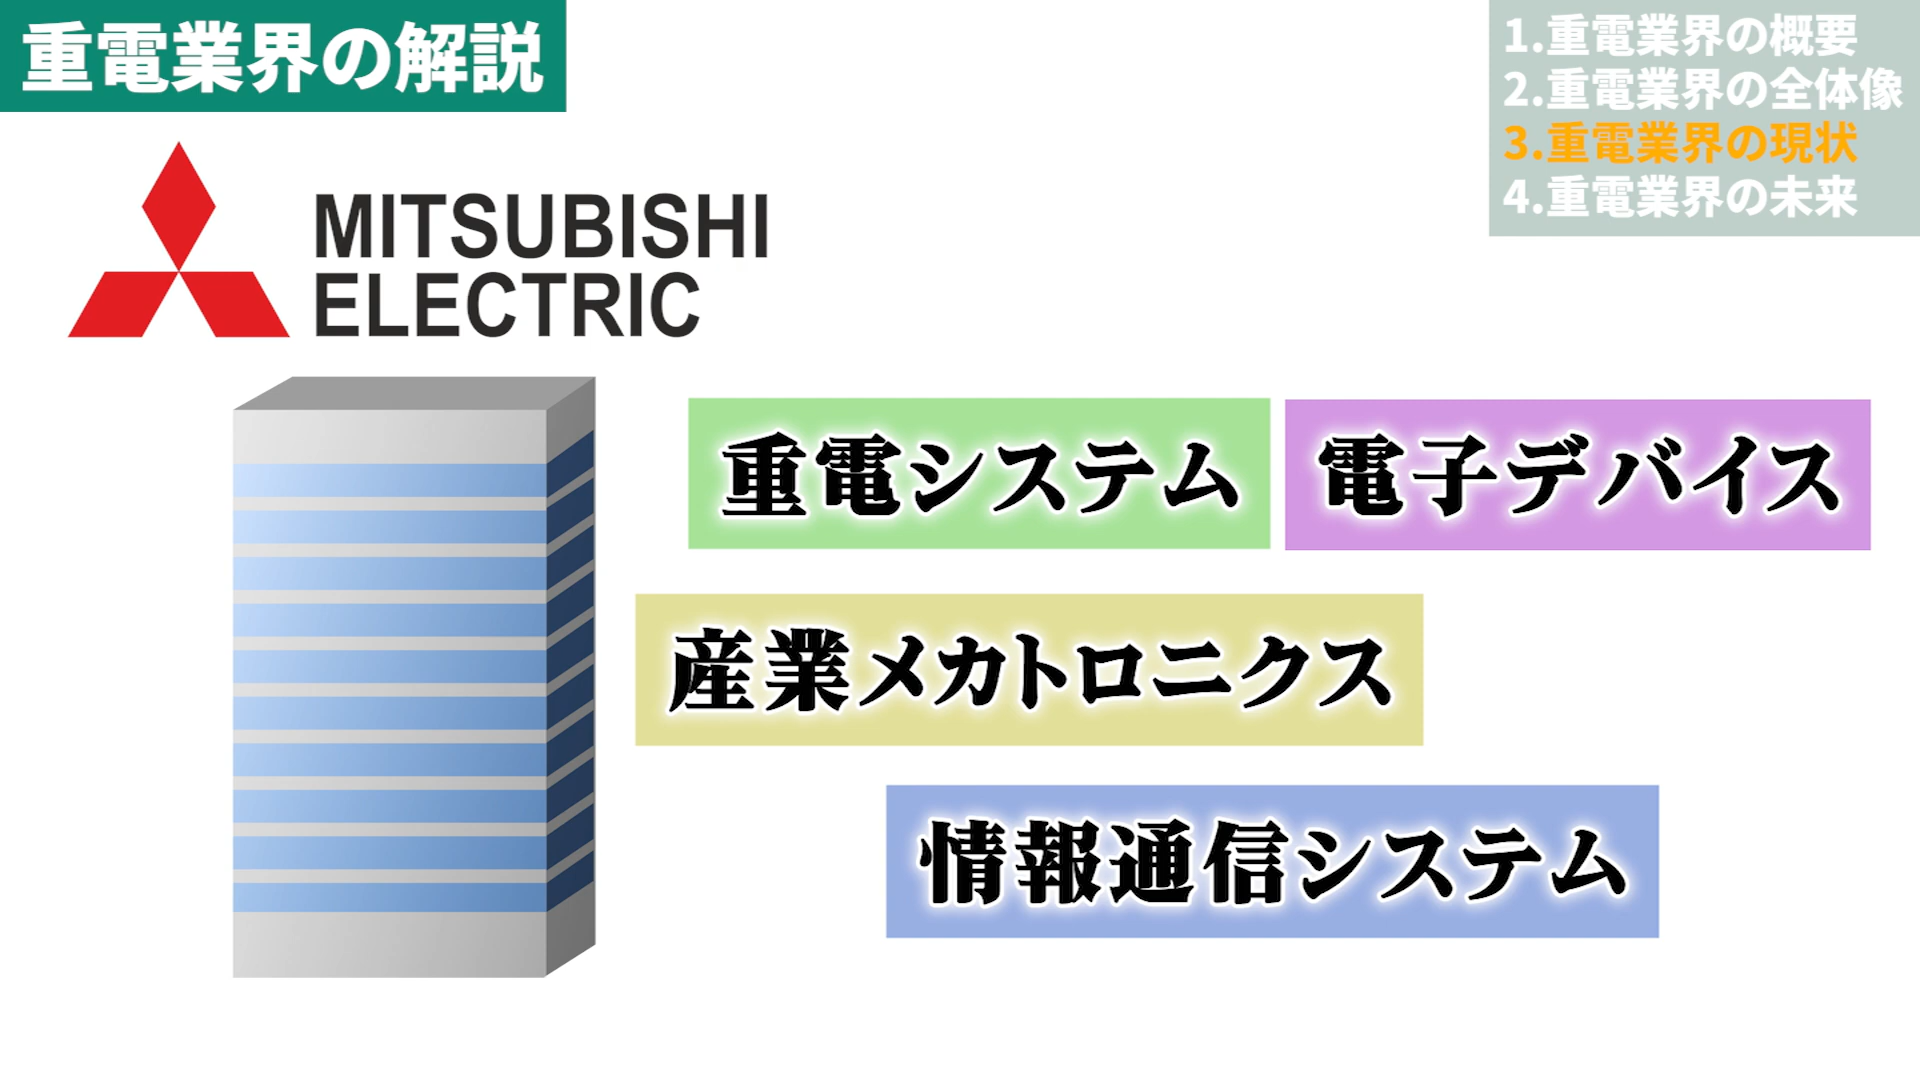 重電業界の解説
1.重電業界の概要
2.重電業界の全体像
3.重電業界の現状
4.重電業界の未来
MITSUBISHI
ELECTRIC
重電システム
電子デバイス
産業メカトロニクス
情報通信システム